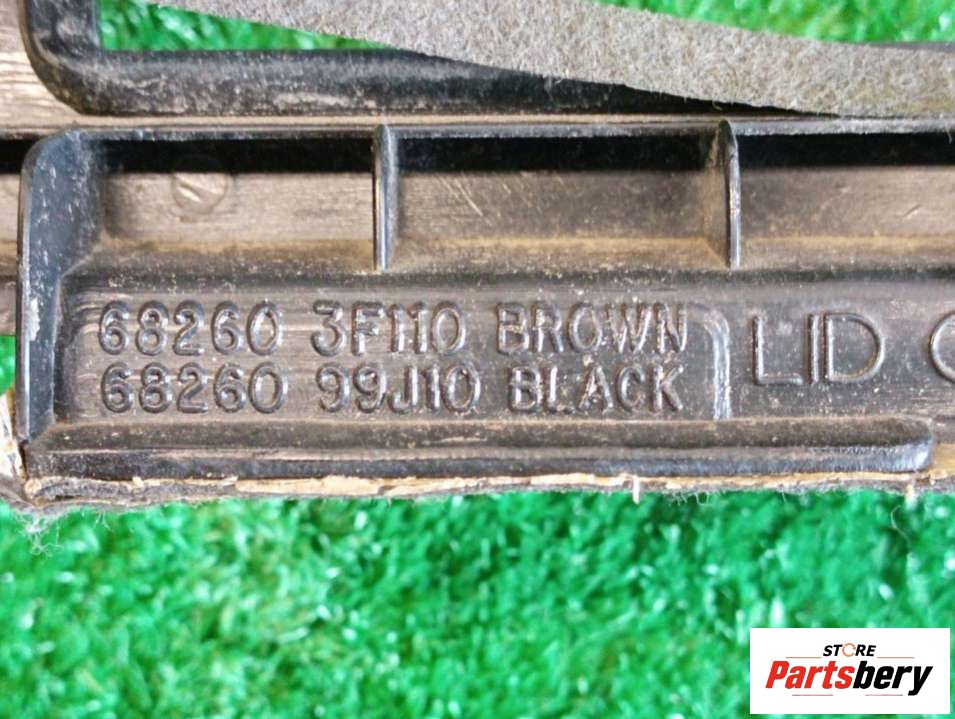 68260 3F110 BROWN
68260 99J10 BLACK
LID
STORE
Partsbery